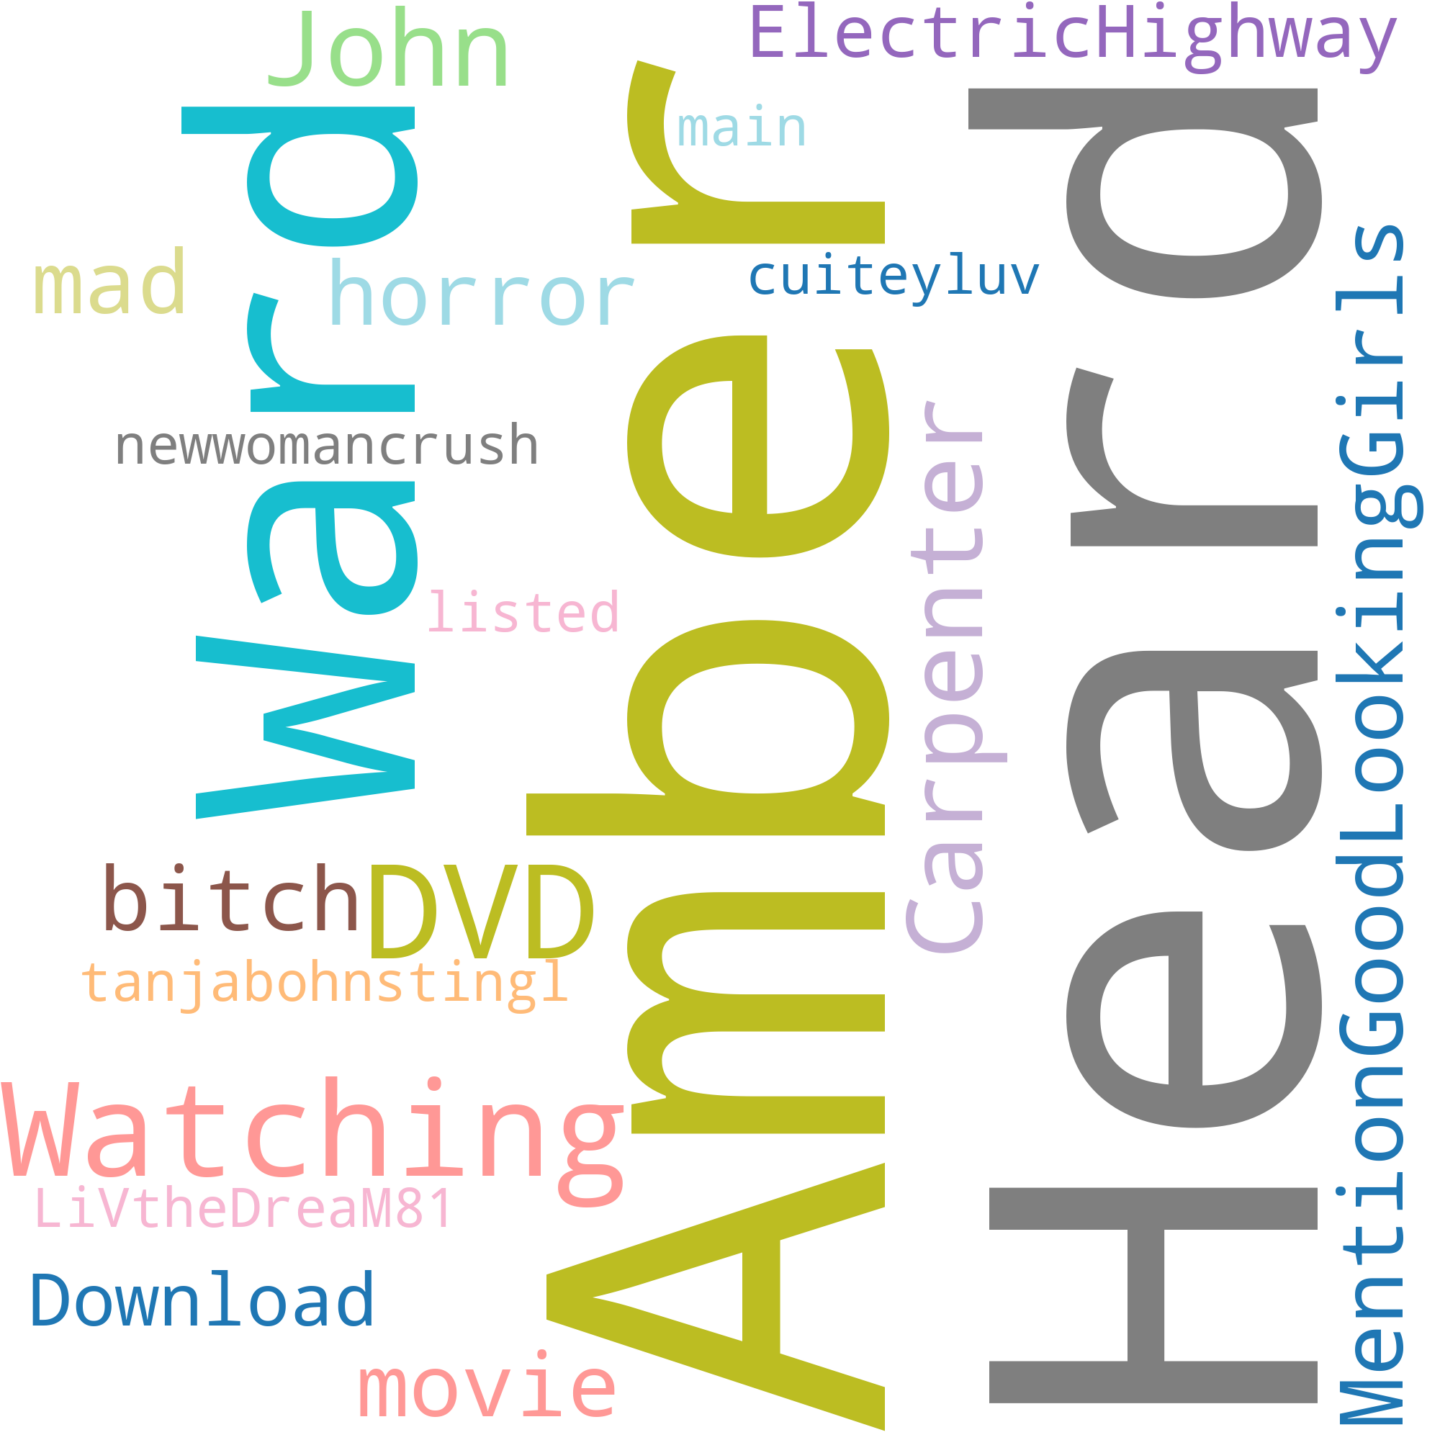 John
ElectricHighway
main
Ward
Amber
Heard
mad
horror
cuiteyluv
MentionGoodLookingGirls
newwomancrush
Carpenter
listed
bitch
DVD
tanjabohnstingl
Watching
LiVtheDreaM81
Download
movie